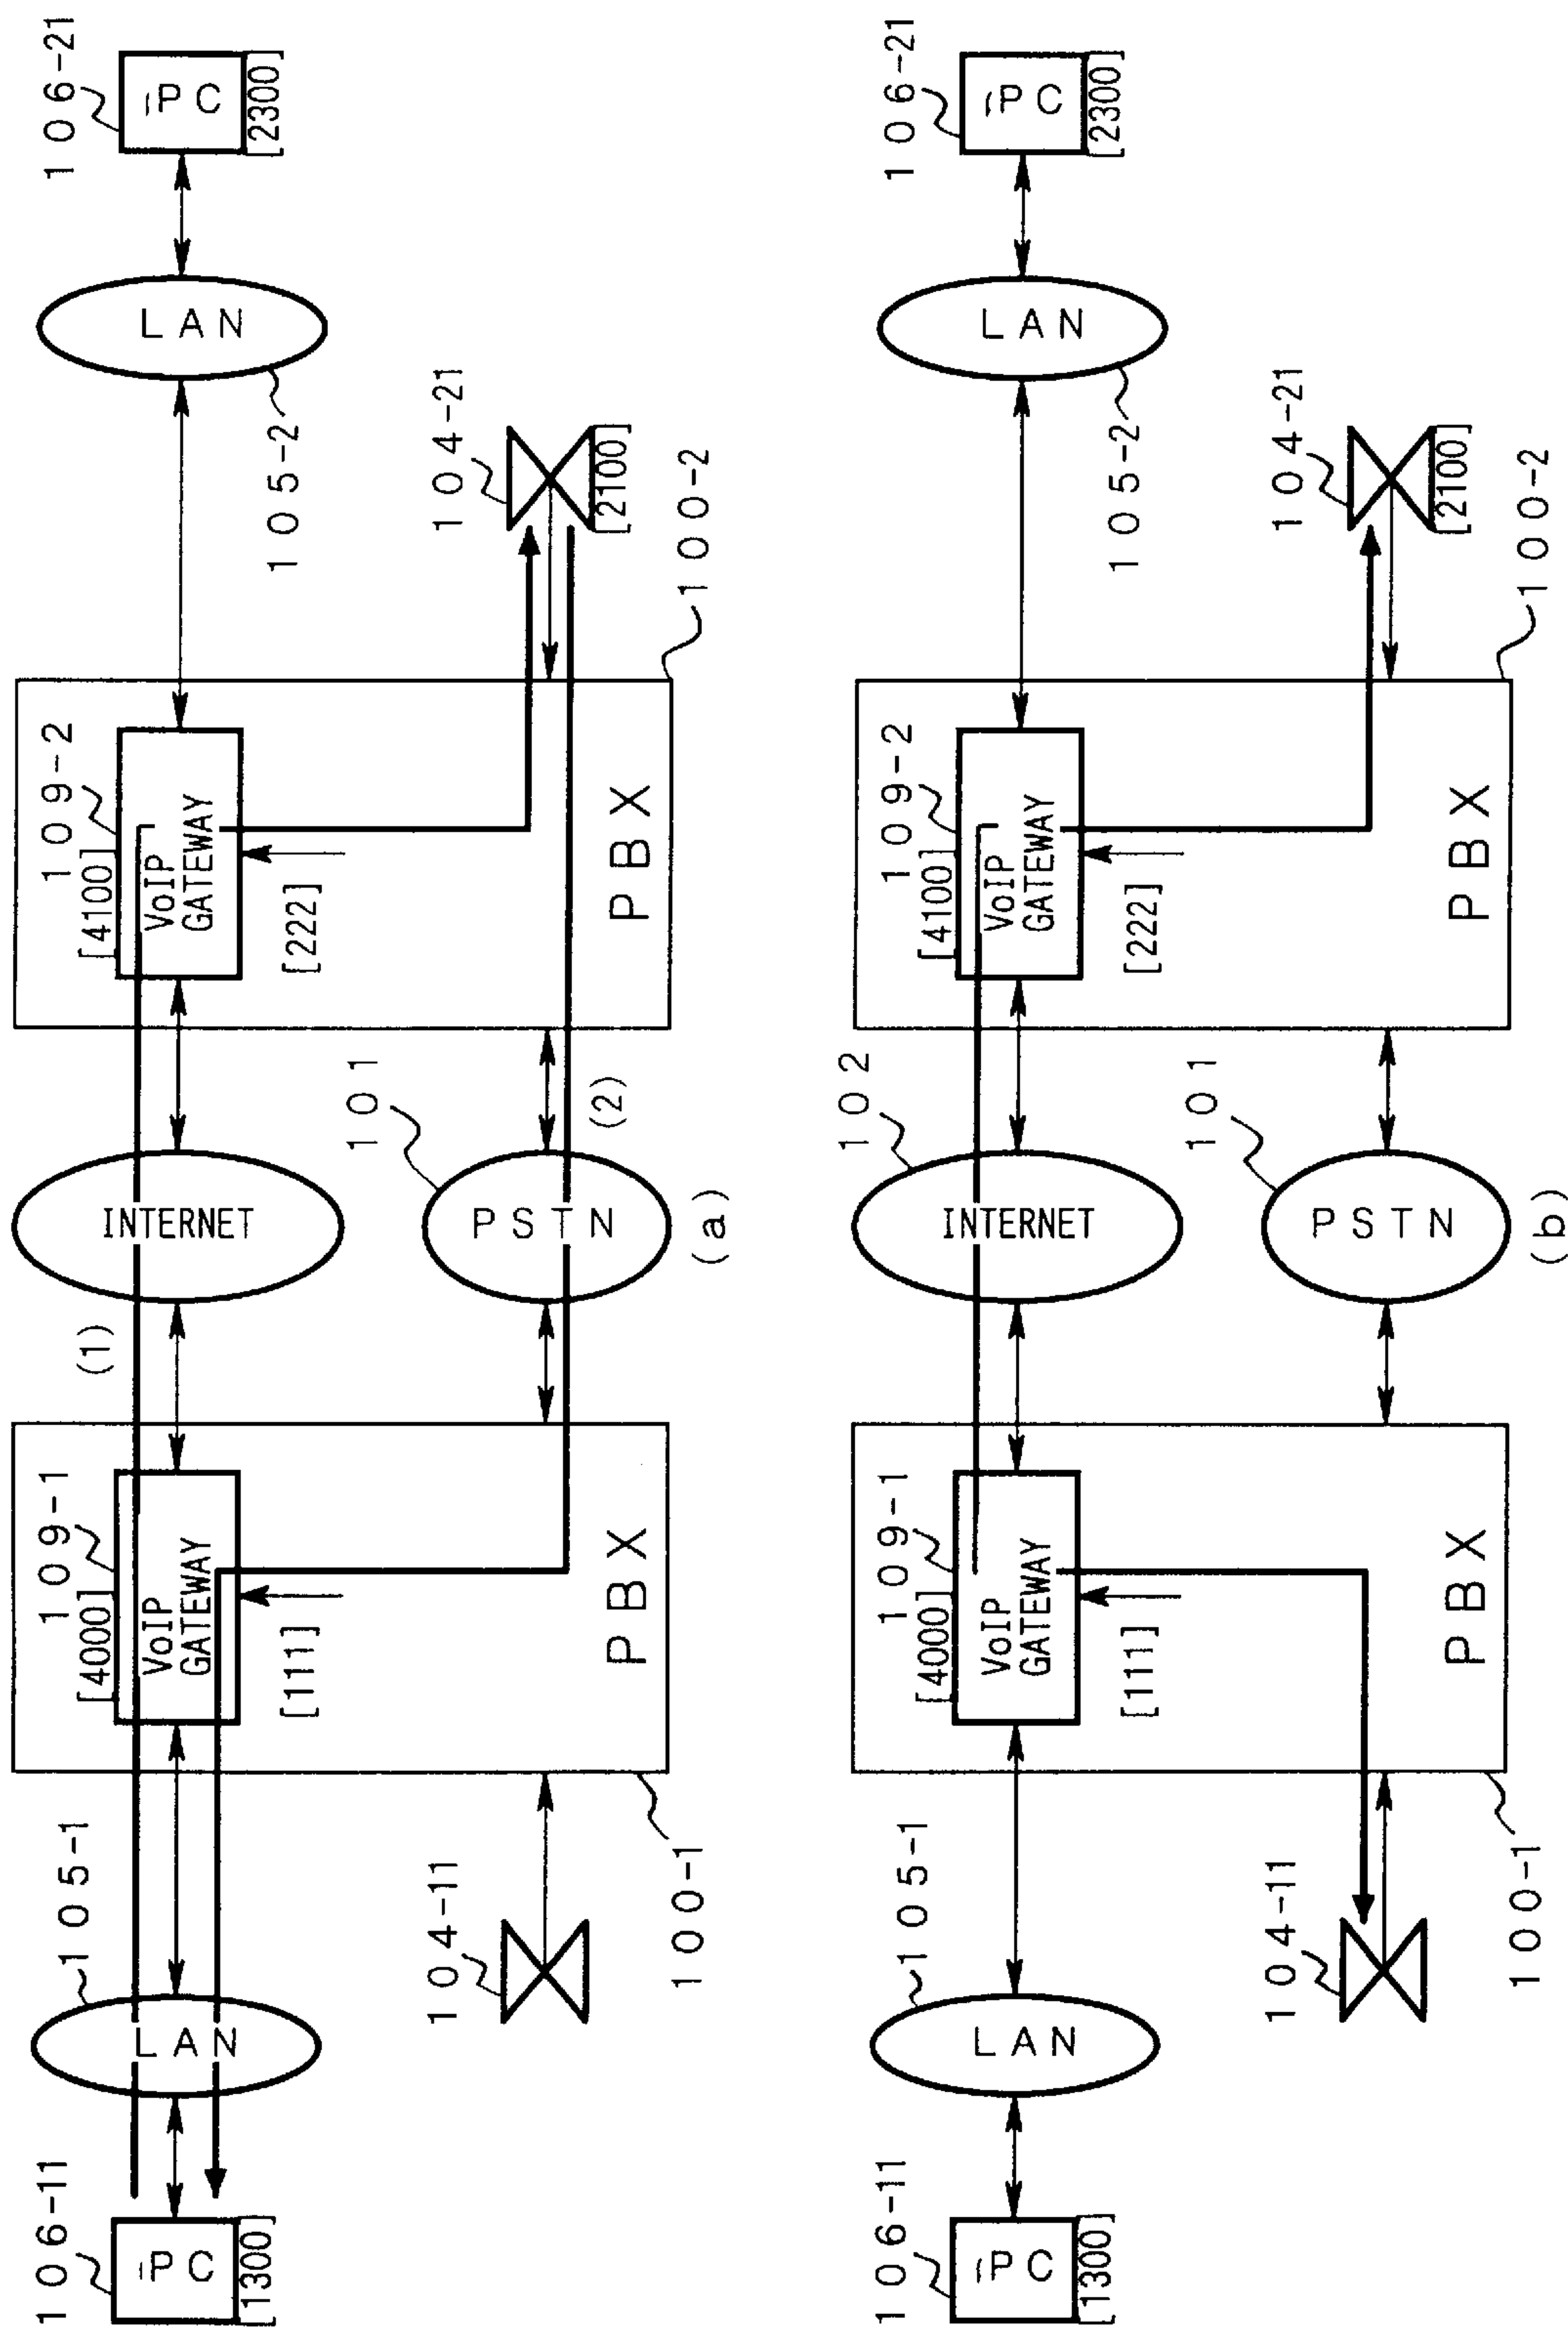 106-11
PC
[1300]
LAN
105-1
104-11
100-1
109-1
[4000]
VoIP
GATEWAY
[111]
PBX
(1)
INTERNET
101
PSTN
(2)
109-2
[4100]
VoIP
GATEWAY
[222]
PBX
100-2
LAN
105-2
104-21
[2100]
106-21
PC
[2300]
(a)
106-11
PC
[1300]
LAN
105-1
104-11
100-1
109-1
[4000]
VoIP
GATEWAY
[111]
PBX
102
INTERNET
101
PSTN
109-2
[4100]
VoIP
GATEWAY
[222]
PBX
100-2
LAN
105-2
104-21
[2100]
106-21
PC
[2300]
(b)